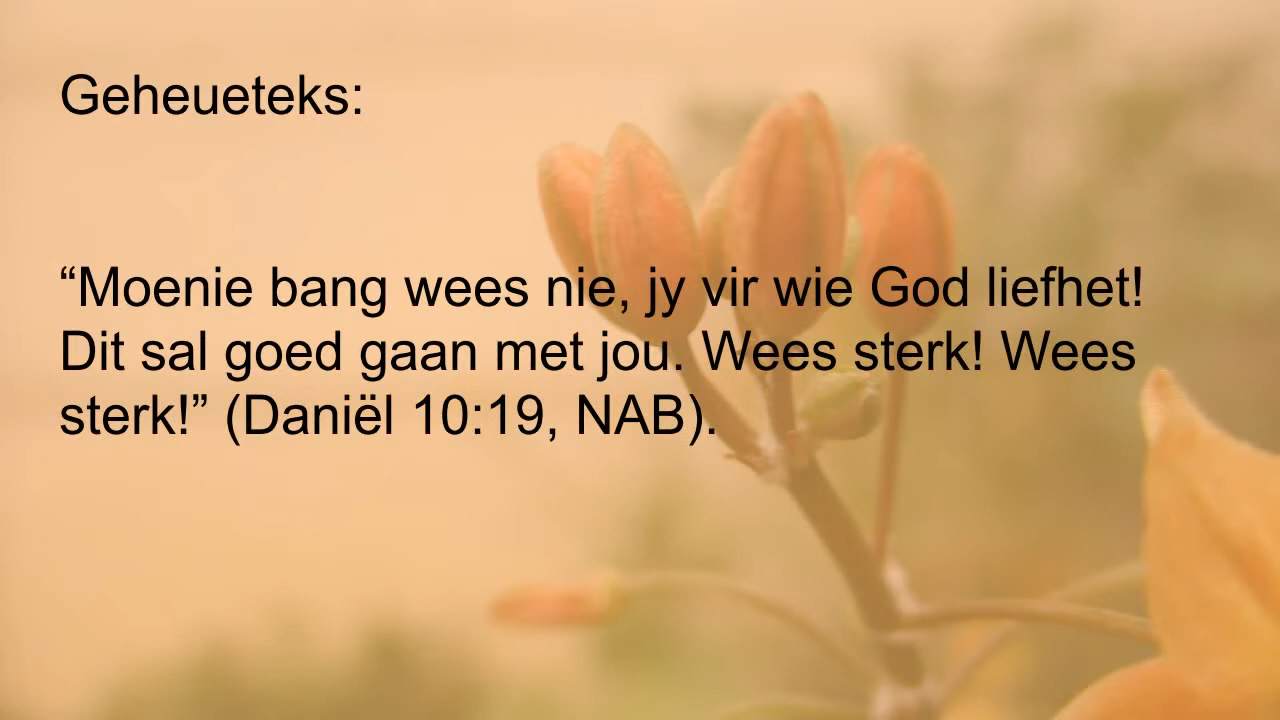 Geheueteks:
“Moenie bang wees nie, jy vir wie God liefhet!
Dit sal goed gaan met jou. Wees sterk! Wees
sterk!” (Daniël 10:19, NAB).